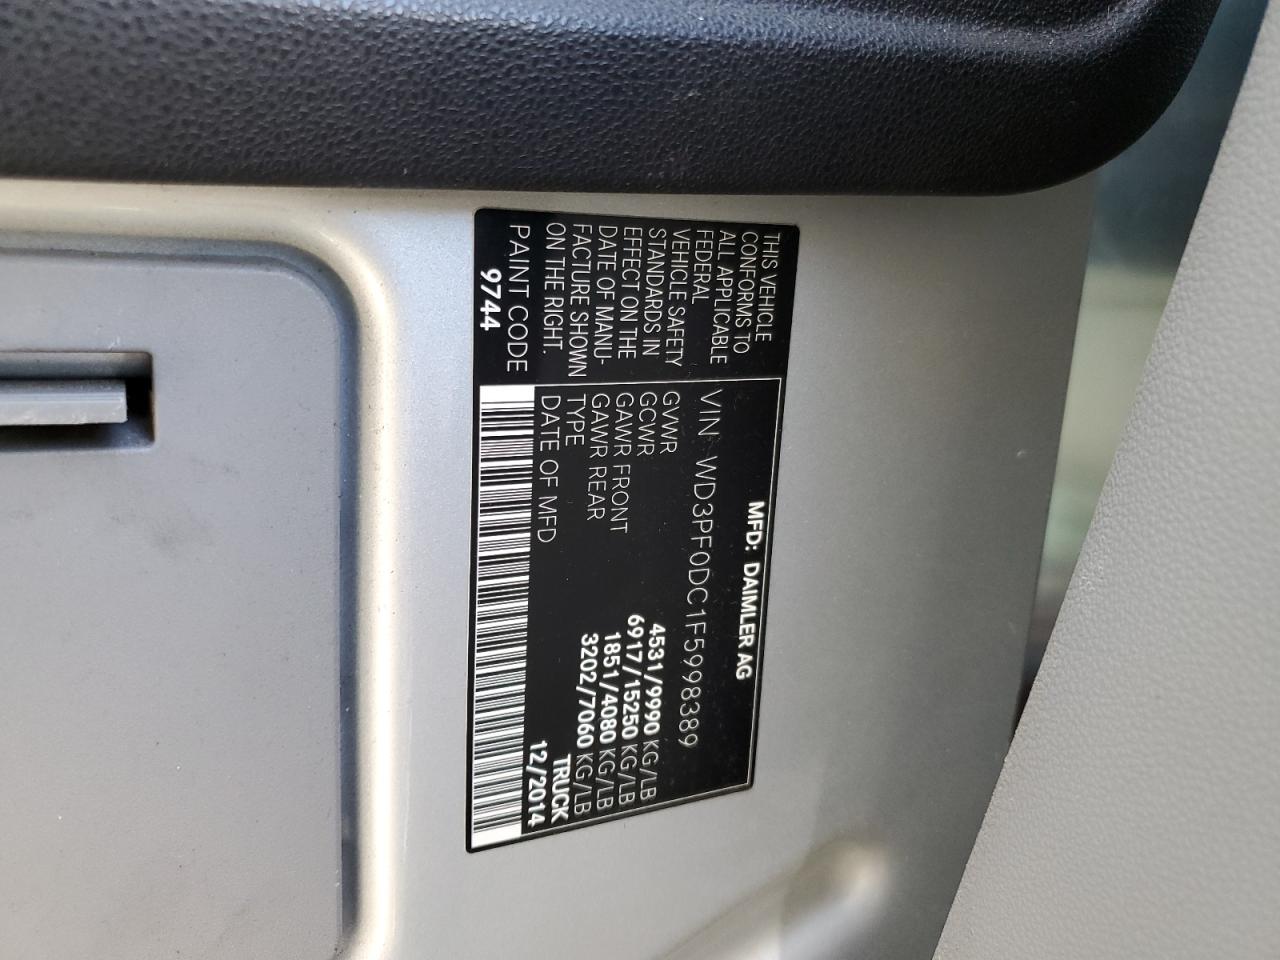 THIS VEHICLE
CONFORMS TO
ALL APPLICABLE
FEDERAL
VEHICLE SAFETY
STANDARDS IN
EFFECT ON THE
DATE OF MANU-
FACTURE SHOWN
ON THE RIGHT.
PAINT CODE
9744
MFD: DAIMLER AG
VIN WD3PF0DC1F5998389
GVWR 4531/9990 KG/LB
GCWR 6917/15250 KG/LB
GAWR FRONT 1851/4080 KG/LB
GAWR REAR 3202/7060 KG/LB
TYPE TRUCK
DATE OF MFD 12/2014